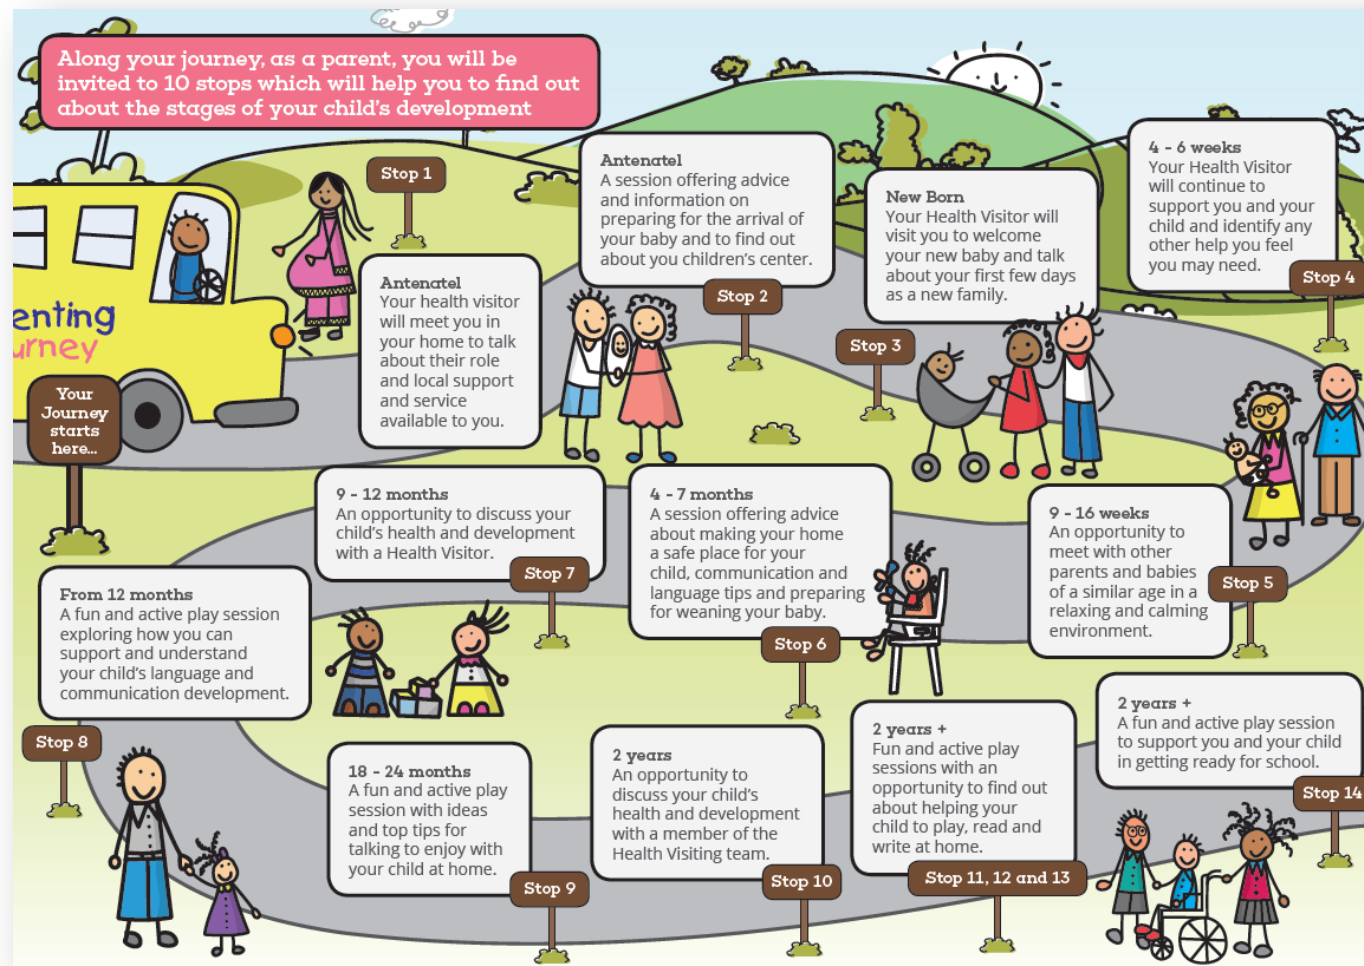 Along your journey, as a parent, you will be
invited to 10 stops which will help you to find out
about the stages of your child's development
enting
urney
Your
Journey
starts
here...
Stop 1
Antenatel
Your health visitor
will meet you in
your home to talk
about their role
and local support
and service
available to you.
Antenatel
A session offering advice
and information on
preparing for the arrival of
your baby and to find out
about you children's center.
Stop 2
New Born
Your Health Visitor will
visit you to welcome
your new baby and talk
about your first few days
as a new family.
Stop 3
4 - 6 weeks
Your Health Visitor
will continue to
support you and your
child and identify any
other help you feel
you may need.
Stop 4
9 - 16 weeks
An opportunity to
meet with other
parents and babies
of a similar age in a
relaxing and calming
environment.
Stop 5
4 - 7 months
A session offering advice
about making your home
a safe place for your
child, communication and
language tips and preparing
for weaning your baby.
Stop 6
9 - 12 months
An opportunity to discuss your
child's health and development
with a Health Visitor.
Stop 7
From 12 months
A fun and active play session
exploring how you can
support and understand
your child's language and
communication development.
Stop 8
18 - 24 months
A fun and active play
session with ideas
and top tips for
talking to enjoy with
your child at home.
Stop 9
2 years
An opportunity to
discuss your child's
health and development
with a member of the
Health Visiting team.
Stop 10
2 years +
Fun and active play
sessions with an
opportunity to find out
about helping your
child to play, read and
write at home.
Stop 11, 12 and 13
2 years +
A fun and active play session
to support you and your child
in getting ready for school.
Stop 14